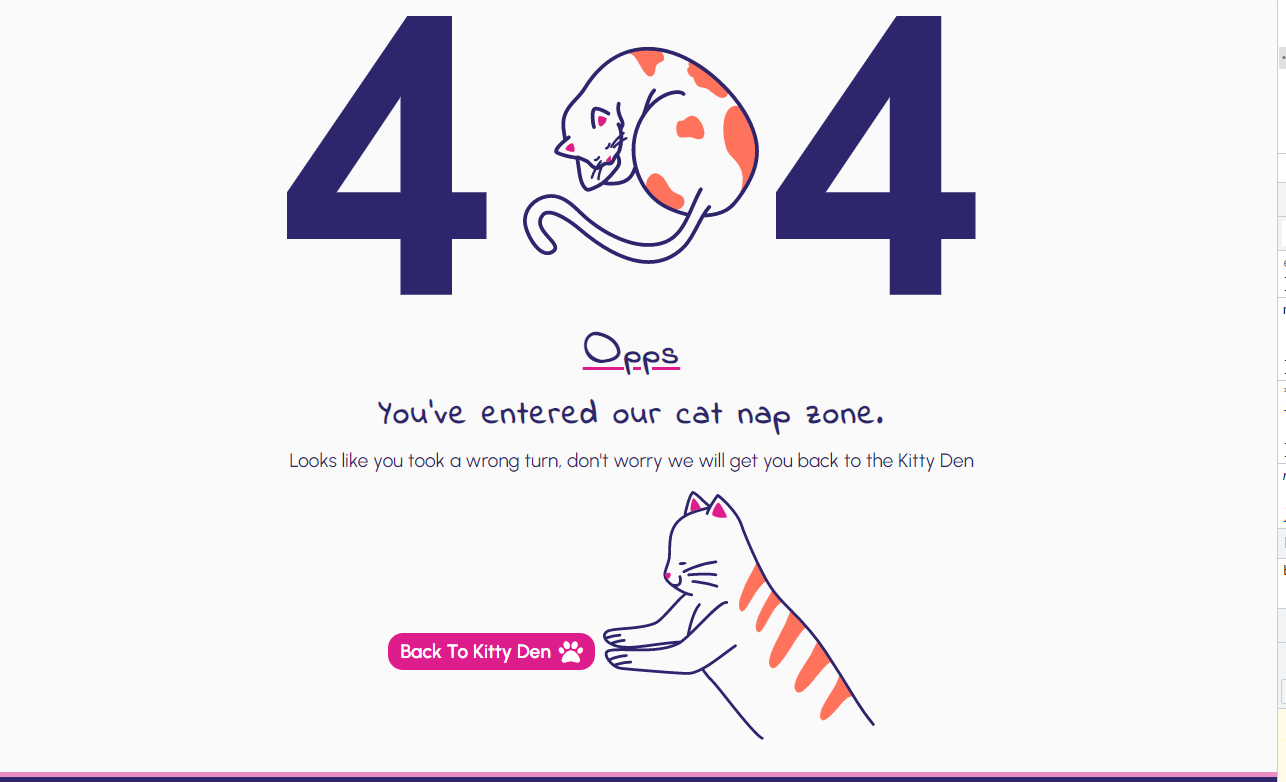 4 4
Opps
You've entered our cat nap zone.
Looks like you took a wrong turn, don't worry we will get you back to the Kitty Den
Back To Kitty Den